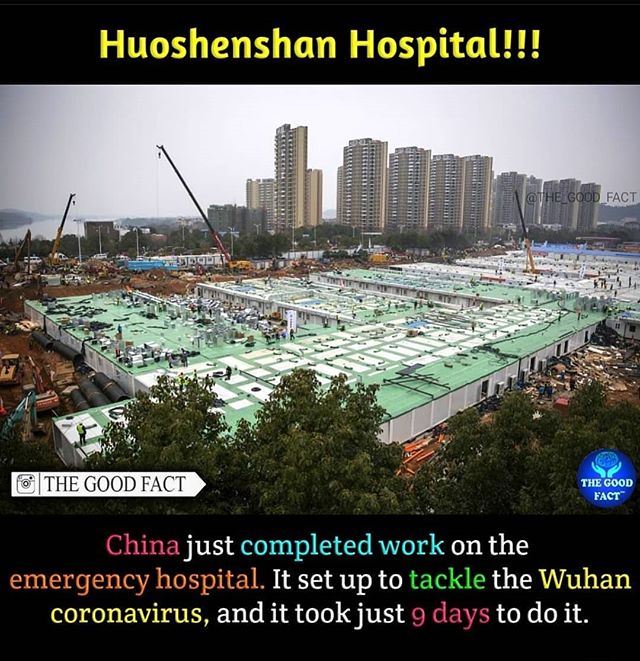 Huoshenshan Hospital!!!
@THE_GOOD_FACT
THE GOOD FACT
THE GOOD
FACT™
China just completed work on the
emergency hospital. It set up to tackle the Wuhan
coronavirus, and it took just 9 days to do it.